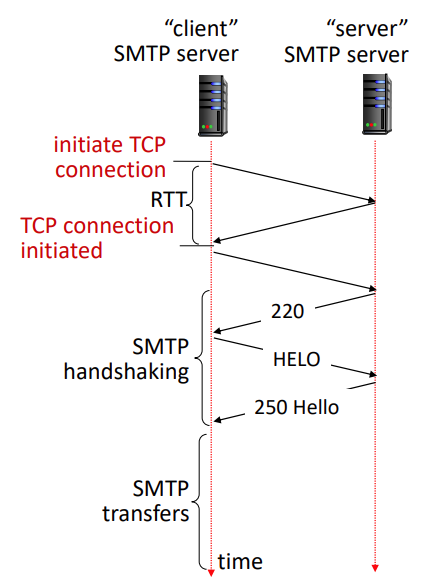 “client”
SMTP server
“server”
SMTP server
initiate TCP
connection
RTT
TCP connection
initiated
220
SMTP
handshaking
HELO
250 Hello
SMTP
transfers
time